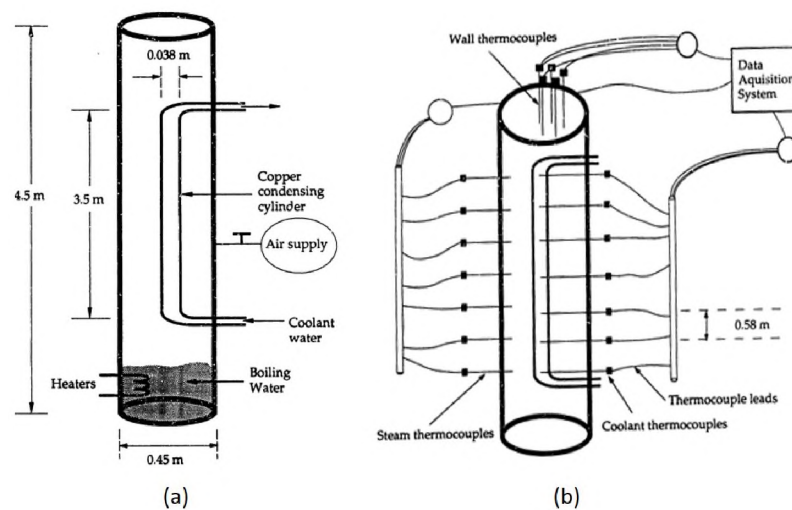 0.038 m
4.5 m
3.5 m
Copper
condensing
cylinder
Air supply
Coolant
water
Heaters
Boiling
Water
0.45 m
(a)
Wall thermocouples
Data
Aquisition
System
0.58 m
Thermocouple leads
Steam thermocouples
Coolant thermocouples
(b)